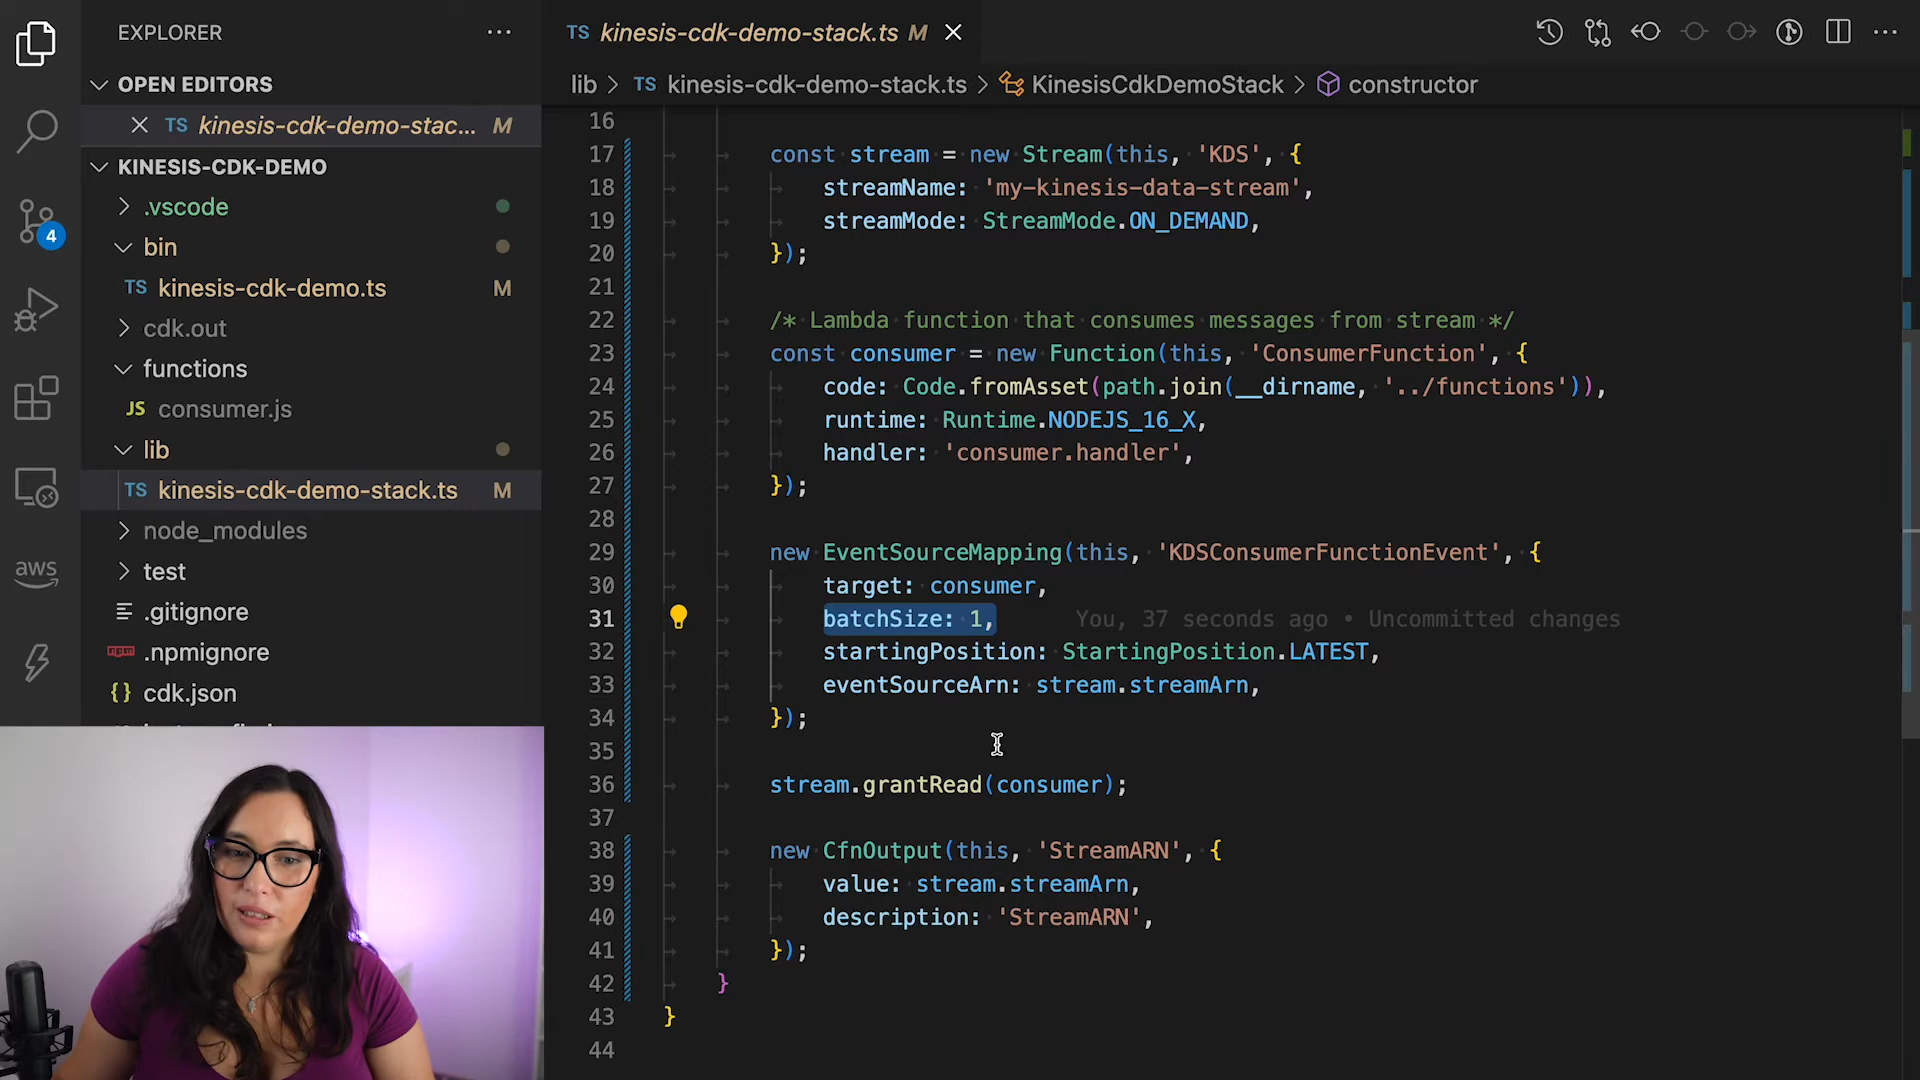 EXPLORER
OPEN EDITORS
TS kinesis-cdk-demo-stac... M
KINESIS-CDK-DEMO
.vscode
bin
TS kinesis-cdk-demo.ts M
cdk.out
functions
JS consumer.js
lib
TS kinesis-cdk-demo-stack.ts M
node_modules
test
.gitignore
.npmignore
{} cdk.json
4
aws
TS kinesis-cdk-demo-stack.ts M
lib > TS kinesis-cdk-demo-stack.ts > KinesisCdkDemoStack > constructor
16
17 const stream = new Stream(this, 'KDS', {
18 streamName: 'my-kinesis-data-stream',
19 streamMode: StreamMode.ON_DEMAND,
20 });
21
22 /* Lambda function that consumes messages from stream */
23 const consumer = new Function(this, 'ConsumerFunction', {
24 code: Code.fromAsset(path.join(__dirname, '../functions')),
25 runtime: Runtime.NODEJS_16_X,
26 handler: 'consumer.handler',
27 });
28
29 new EventSourceMapping(this, 'KDSConsumerFunctionEvent', {
30 target: consumer,
31 batchSize: 1, You, 37 seconds ago • Uncommitted changes
32 startingPosition: StartingPosition.LATEST,
33 eventSourceArn: stream.streamArn,
34 });
35
36 stream.grantRead(consumer);
37
38 new CfnOutput(this, 'StreamARN', {
39 value: stream.streamArn,
40 description: 'StreamARN',
41 });
42 }
43 }
44